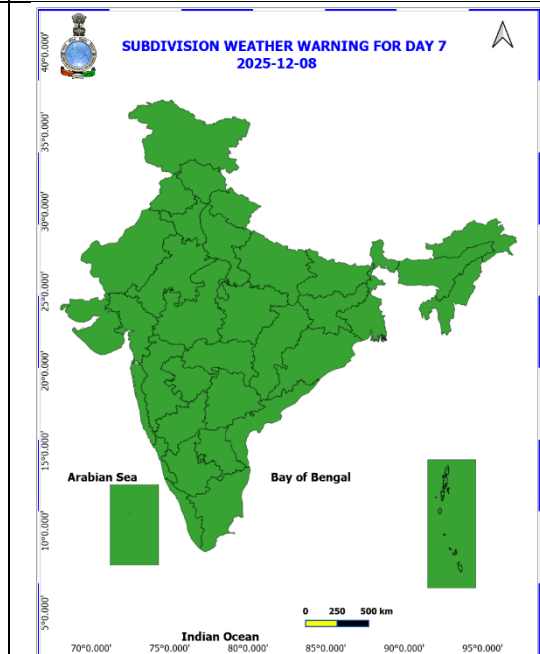 SUBDIVISION WEATHER WARNING FOR DAY 7
2025-12-08
40°0.000'
35°0.000'
30°0.000'
25°0.000'
20°0.000'
15°0.000'
10°0.000'
5°0.000'
Arabian Sea
Bay of Bengal
0 250 500 km
Indian Ocean
70°0.000' 75°0.000' 80°0.000' 85°0.000' 90°0.000' 95°0.000'